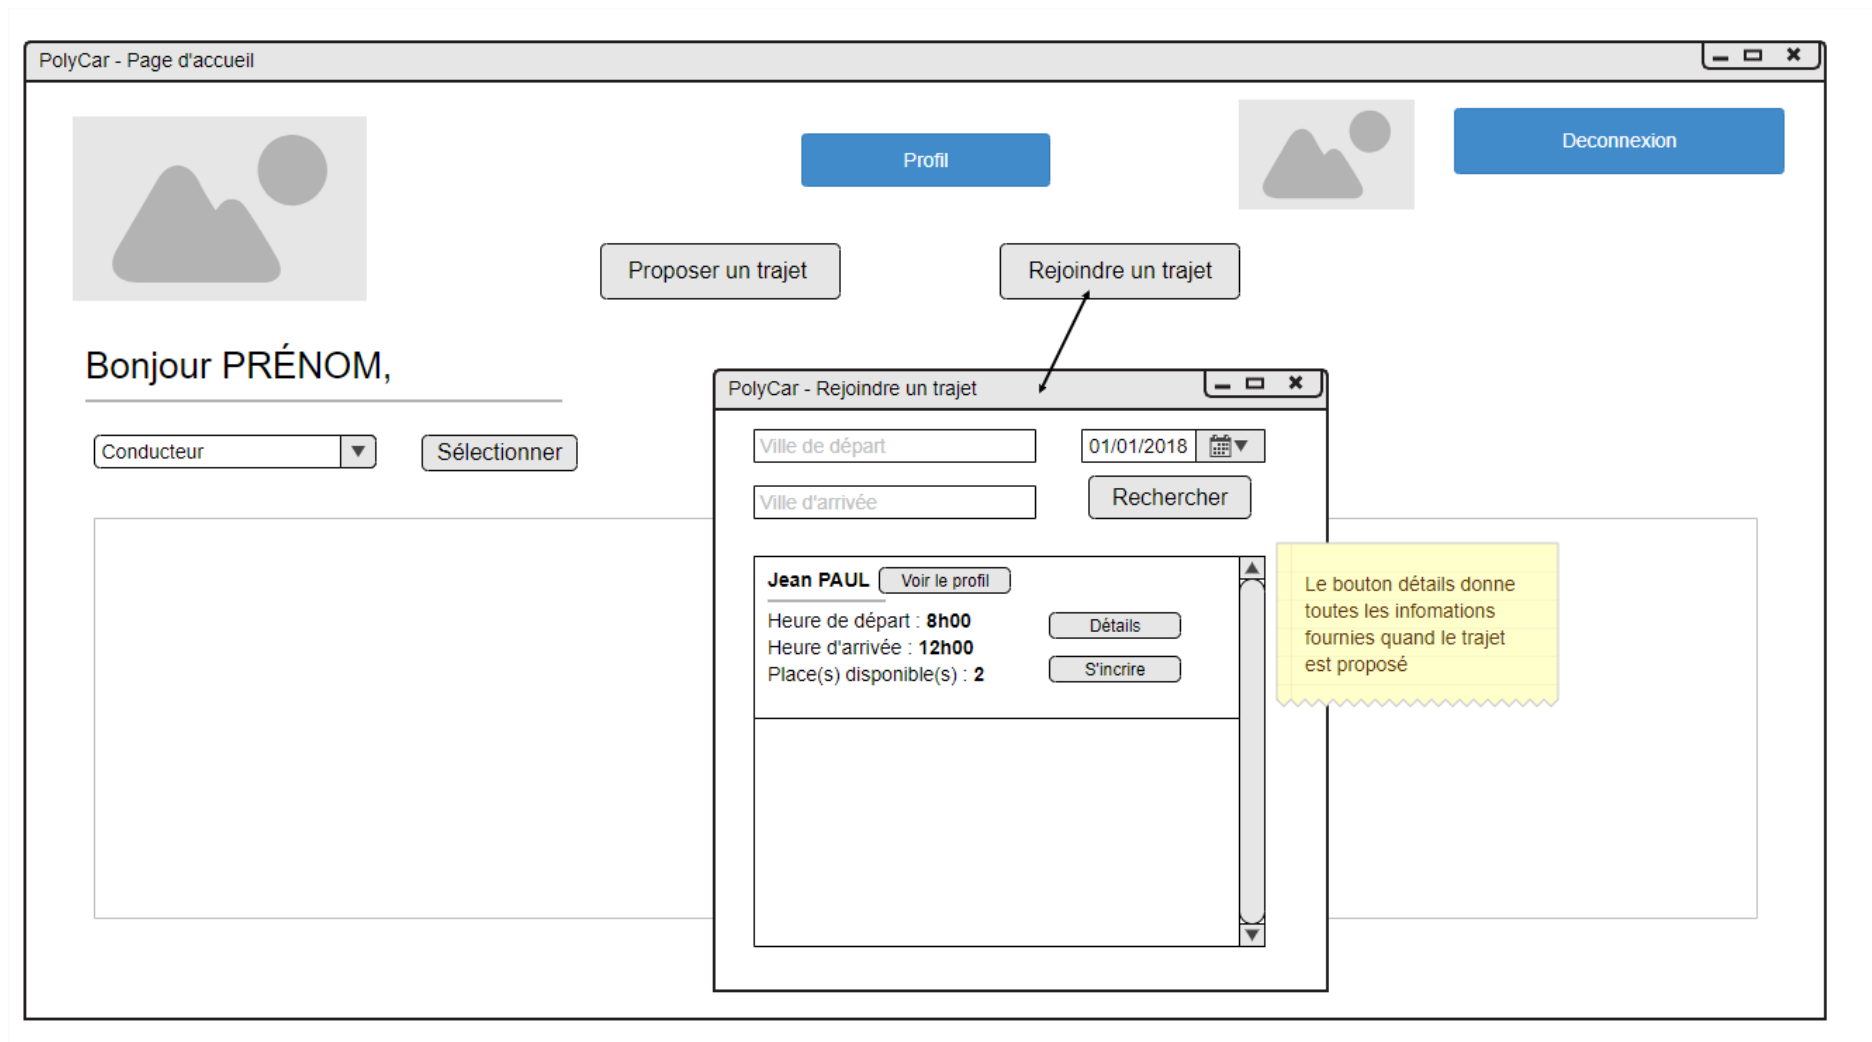 PolyCar - Page d'accueil
Profil
Deconnexion
Proposer un trajet
Rejoindre un trajet
Bonjour PRÉNOM,
Conducteur
Sélectionner
PolyCar - Rejoindre un trajet
Ville de départ
01/01/2018
Ville d'arrivée
Rechercher
Jean PAUL
Voir le profil
Heure de départ : 8h00
Heure d'arrivée : 12h00
Place(s) disponible(s) : 2
Détails
S'incrire
Le bouton détails donne
toutes les infomations
fournies quand le trajet
est proposé